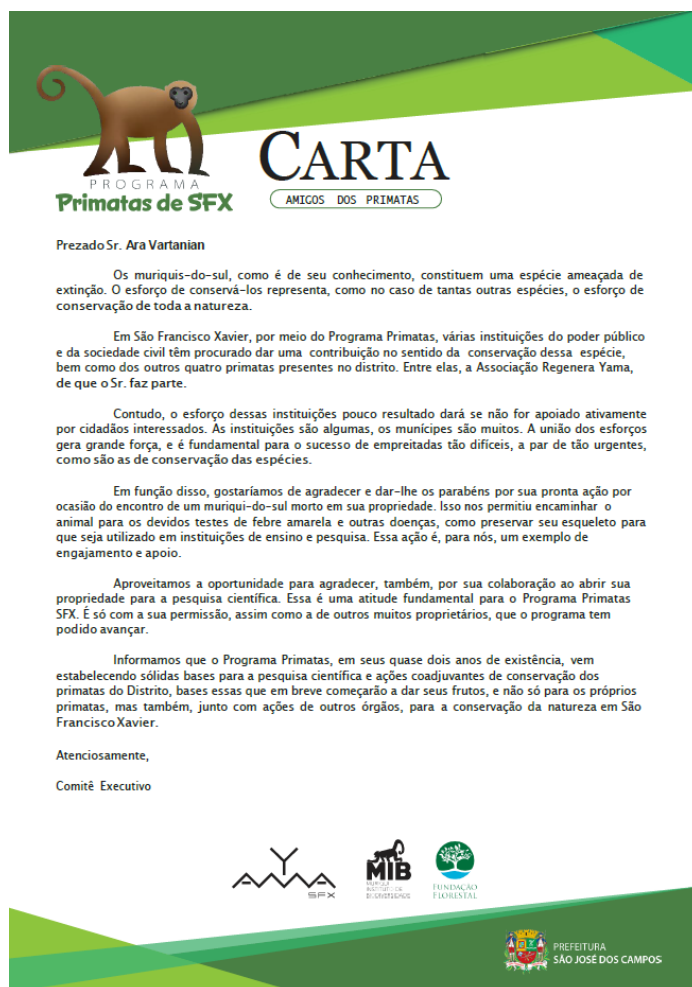 PROGRAMA
Primatas de SFX
CARTA
AMIGOS DOS PRIMATAS
Prezado Sr. Ara Vartanian
Os muriquis-do-sul, como é de seu conhecimento, constituem uma espécie ameaçada de
extinção. O esforço de conservá-los representa, como no caso de tantas outras espécies, o esforço de
conservação de toda a natureza.
Em São Francisco Xavier, por meio do Programa Primatas, várias instituições do poder público
e da sociedade civil têm procurado dar uma contribuição no sentido da conservação dessa espécie,
bem como dos outros quatro primatas presentes no distrito. Entre elas, a Associação Regenera Yama,
de que o Sr. faz parte.
Contudo, o esforço dessas instituições pouco resultado dará se não for apoiado ativamente
por cidadãos interessados. As instituições são algumas, os munícipes são muitos. A união dos esforços
gera grande força, e é fundamental para o sucesso de empreitadas tão difíceis, a par de tão urgentes,
como são as de conservação das espécies.
Em função disso, gostaríamos de agradecer e dar-lhe os parabéns por sua pronta ação por
ocasião do encontro de um muriqui-do-sul morto em sua propriedade. Isso nos permitiu encaminhar o
animal para os devidos testes de febre amarela e outras doenças, como preservar seu esqueleto para
que seja utilizado em instituições de ensino e pesquisa. Essa ação é, para nós, um exemplo de
engajamento e apoio.
Aproveitamos a oportunidade para agradecer, também, por sua colaboração ao abrir sua
propriedade para a pesquisa científica. Essa é uma atitude fundamental para o Programa Primatas
SFX. É só com a sua permissão, assim como a de outros muitos proprietários, que o programa tem
podido avançar.
Informamos que o Programa Primatas, em seus quase dois anos de existência, vem
estabelecendo sólidas bases para a pesquisa científica e ações coadjuvantes de conservação dos
primatas do Distrito, bases essas que em breve começarão a dar seus frutos, e não só para os próprios
primatas, mas também, junto com ações de outros órgãos, para a conservação da natureza em São
Francisco Xavier.
Atenciosamente,
Comitê Executivo
YAMA
SFX
MIB
MURIQUI
INSTITUTO DE
BIODIVERSIDADE
FUNDAÇÃO
FLORESTAL
PREFEITURA
SÃO JOSÉ DOS CAMPOS